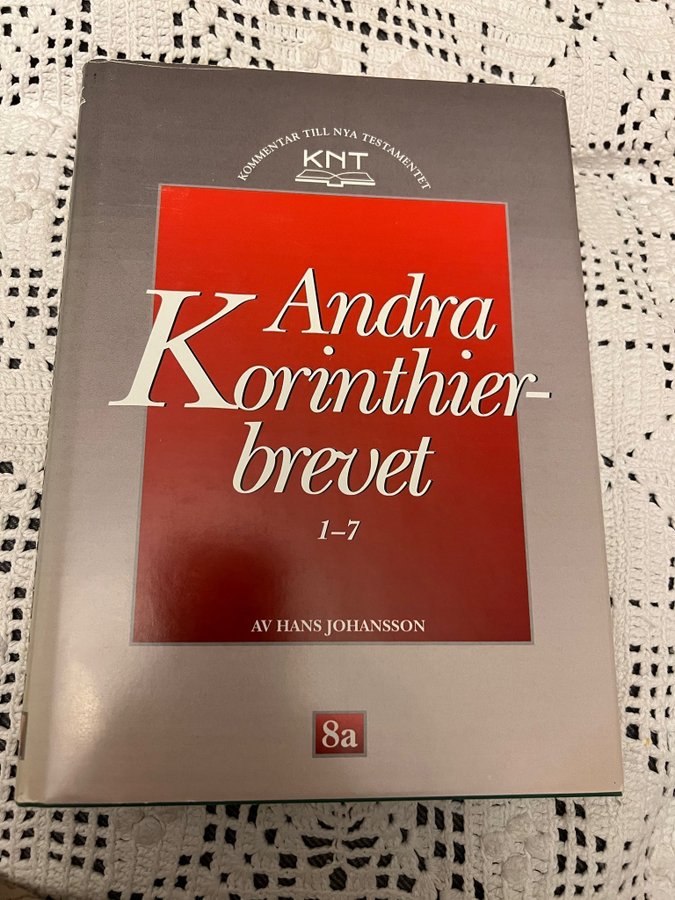 KOMMENTAR TILL NYA TESTAMENTET
KNT
Andra
Korinthier-
brevet
1–7
AV HANS JOHANSSON
8a